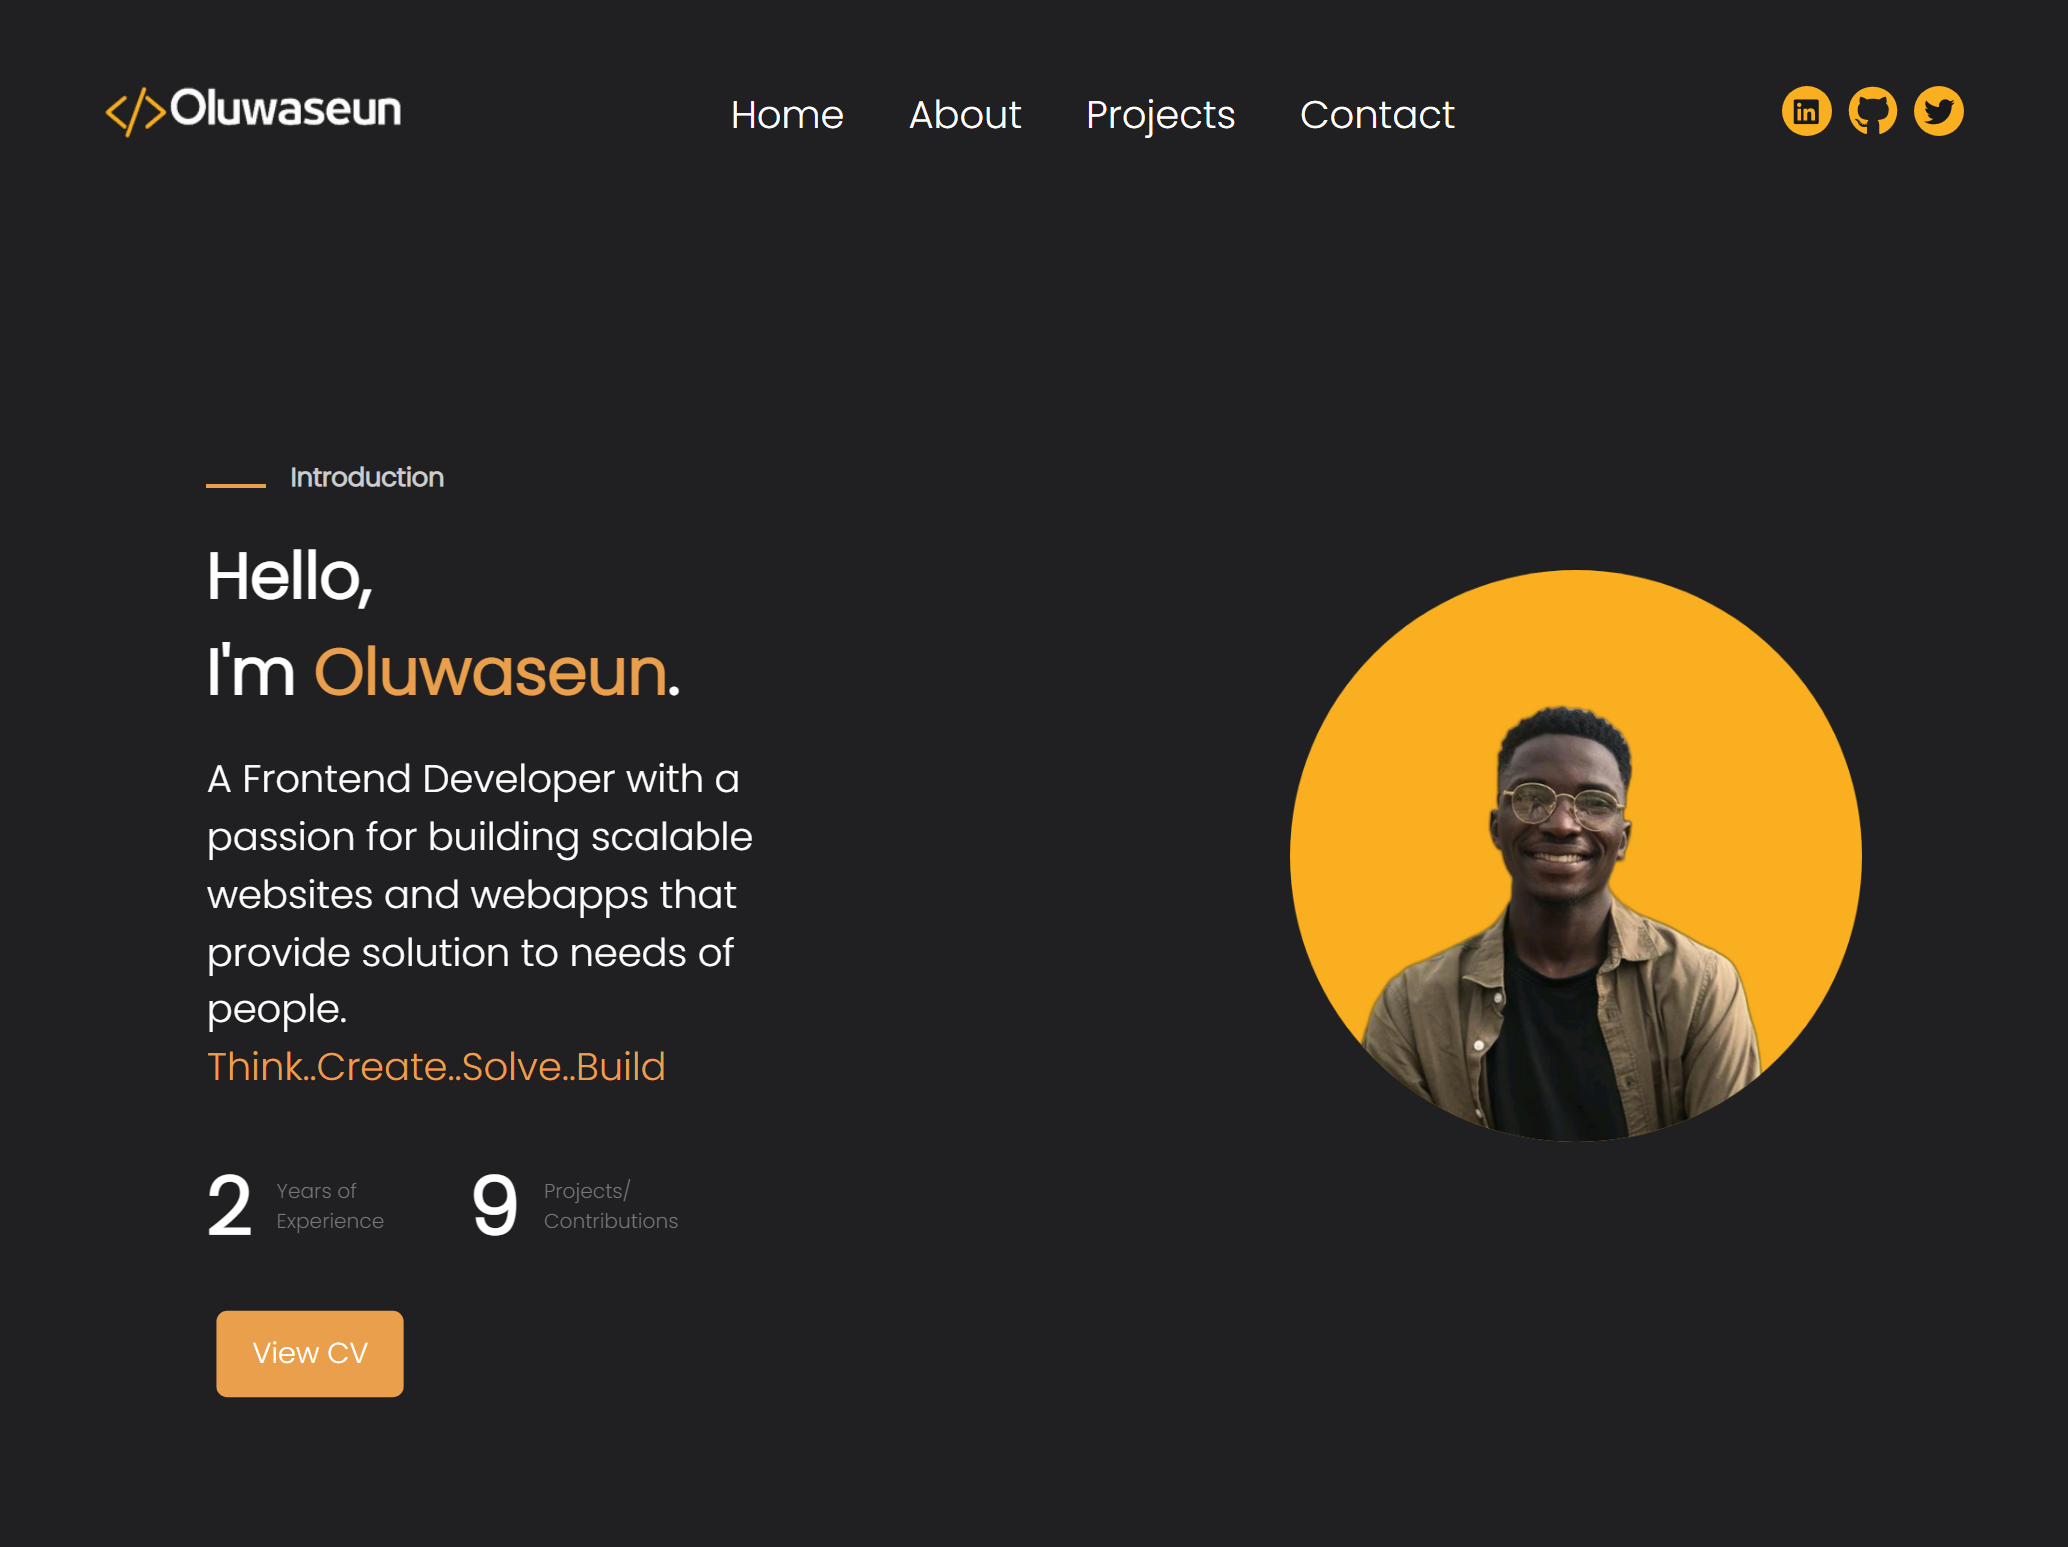 </>Oluwaseun
Home About Projects Contact
Introduction
Hello,
I'm Oluwaseun.
A Frontend Developer with a
passion for building scalable
websites and webapps that
provide solution to needs of
people.
Think..Create..Solve..Build
2 Years of
Experience
9 Projects/
Contributions
View CV